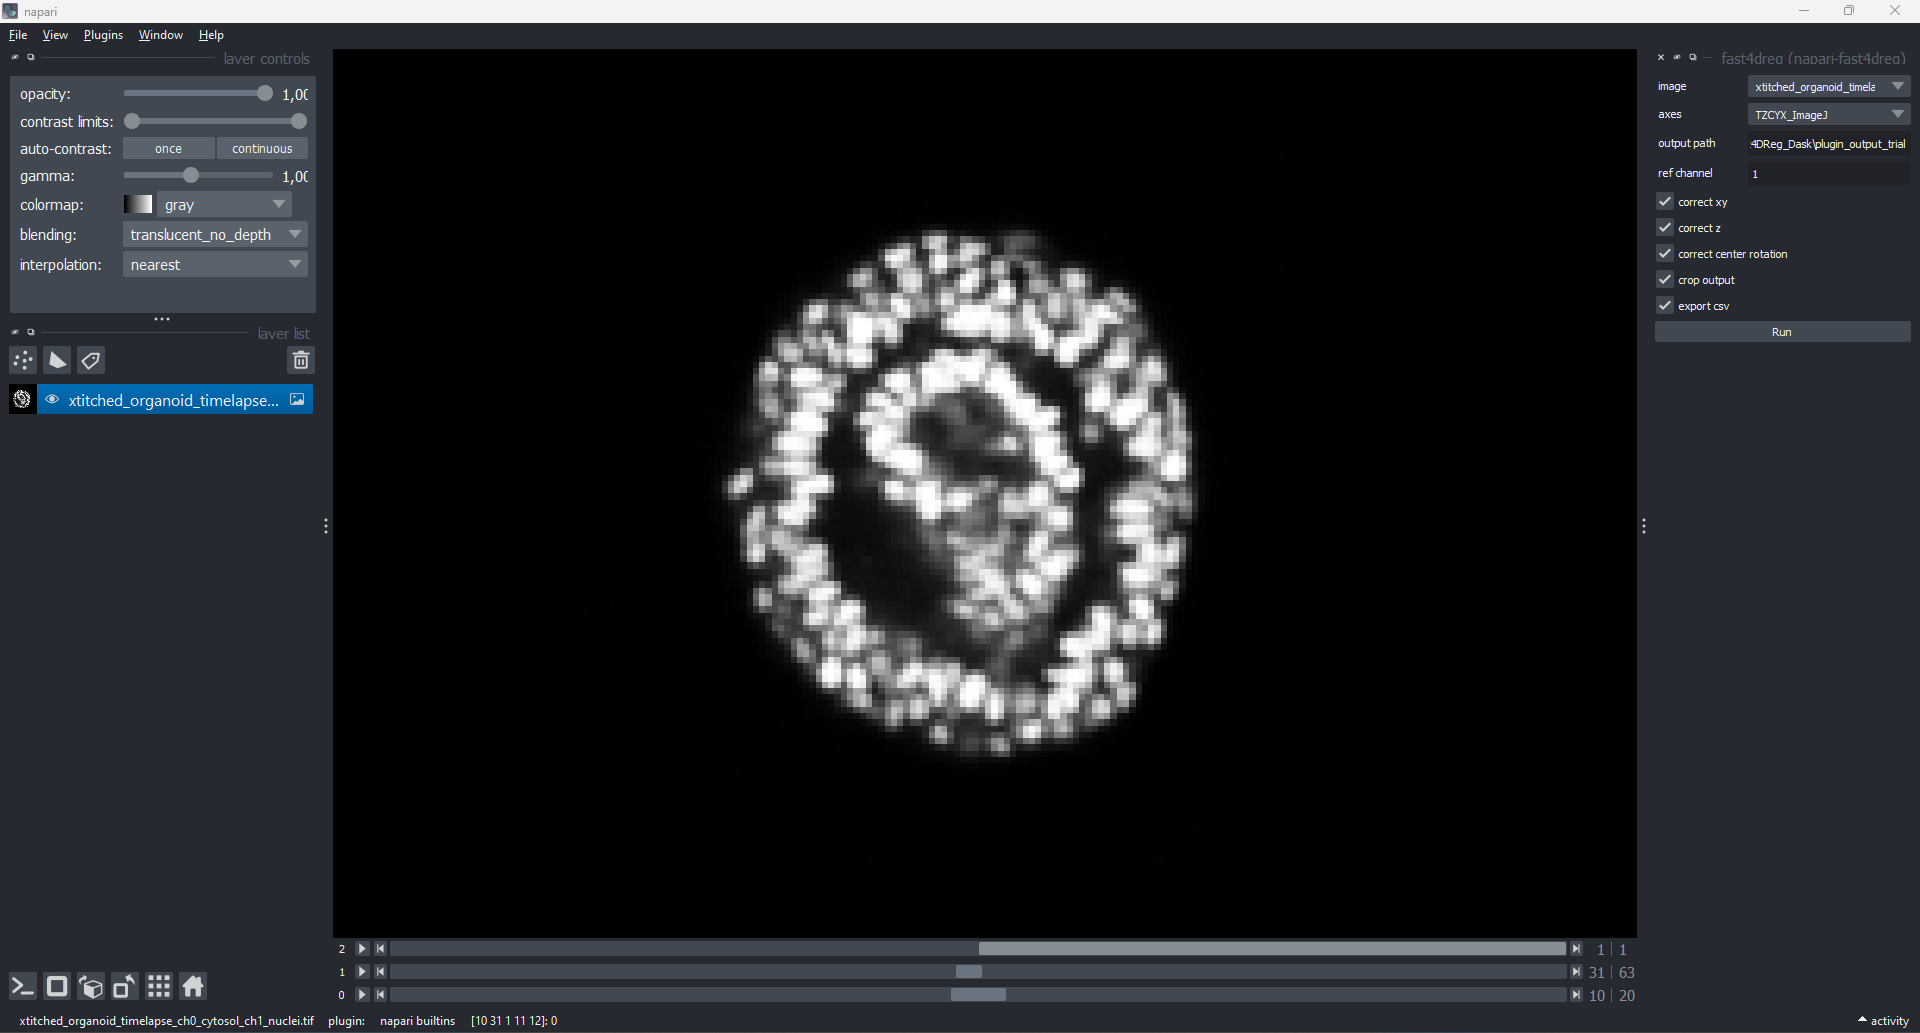 napari
File View Plugins Window Help
layer controls
opacity: 1,00
contrast limits:
auto-contrast: once continuous
gamma: 1,00
colormap: gray
blending: translucent_no_depth
interpolation: nearest
layer list
xtitched_organoid_timelapse...
fast4dreg (napari-fast4dreg)
image xtitched_organoid_timela
axes TZCYX_ImageJ
output path :4DReg_Dask\plugin_output_trial
ref channel 1
correct xy
correct z
correct center rotation
crop output
export csv
Run
2 1 | 1
1 31 | 63
0 10 | 20
xtitched_organoid_timelapse_ch0_cytosol_ch1_nuclei.tif plugin: napari builtins [10 31 1 11 12]: 0
activity